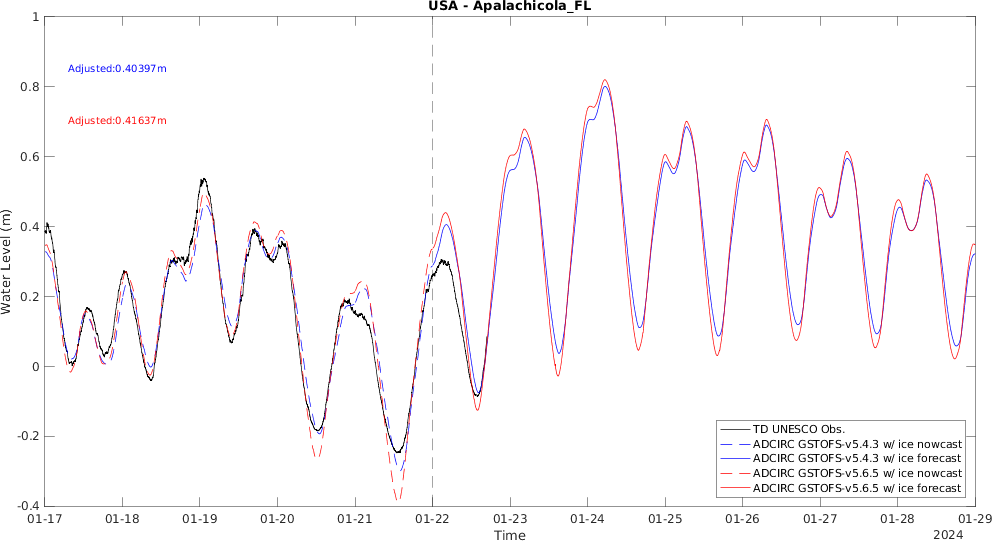 USA - Apalachicola_FL
1
0.8
0.6
0.4
0.2
0
-0.2
-0.4
Water Level (m)
Adjusted:0.40397m
Adjusted:0.41637m
TD UNESCO Obs.
ADCIRC GSTOFS-v5.4.3 w/ ice nowcast
ADCIRC GSTOFS-v5.4.3 w/ ice forecast
ADCIRC GSTOFS-v5.6.5 w/ ice nowcast
ADCIRC GSTOFS-v5.6.5 w/ ice forecast
01-17 01-18 01-19 01-20 01-21 01-22 01-23 01-24 01-25 01-26 01-27 01-28 01-29
Time
2024